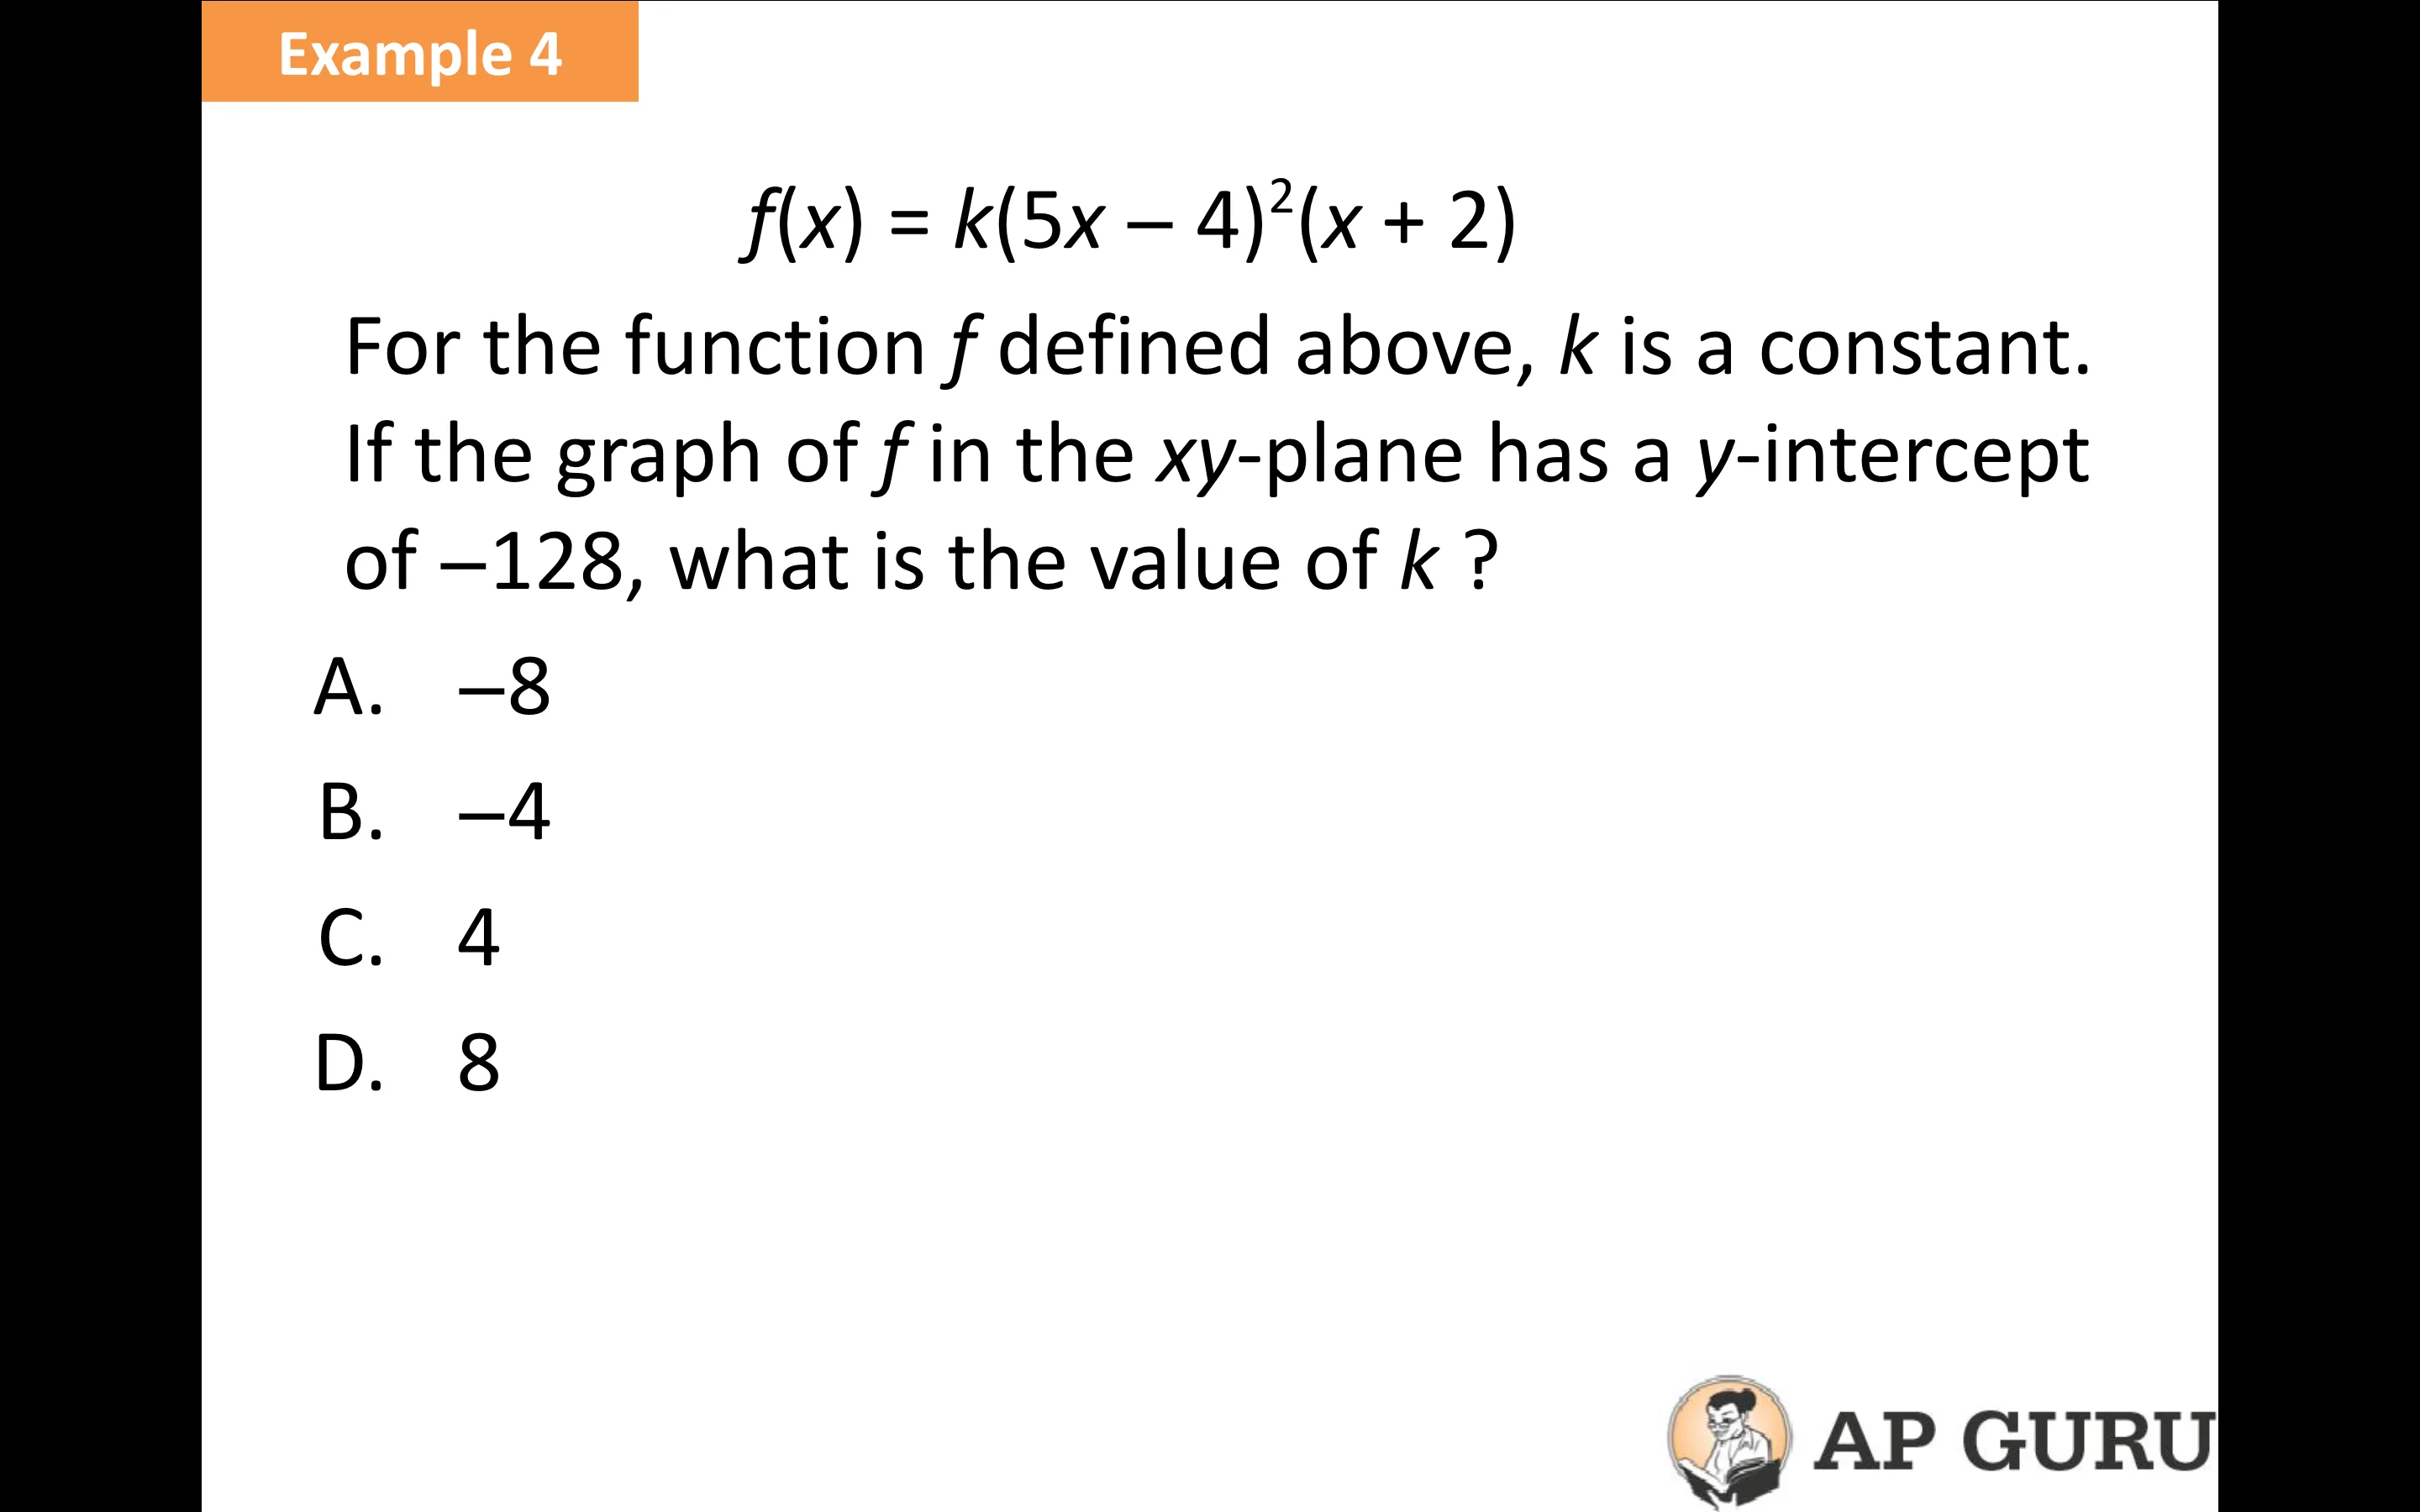 Example 4
f(x) = k(5x – 4)²(x + 2)
For the function f defined above, k is a constant.
If the graph of f in the xy-plane has a y-intercept
of –128, what is the value of k ?
A. –8
B. –4
C. 4
D. 8
AP GURU